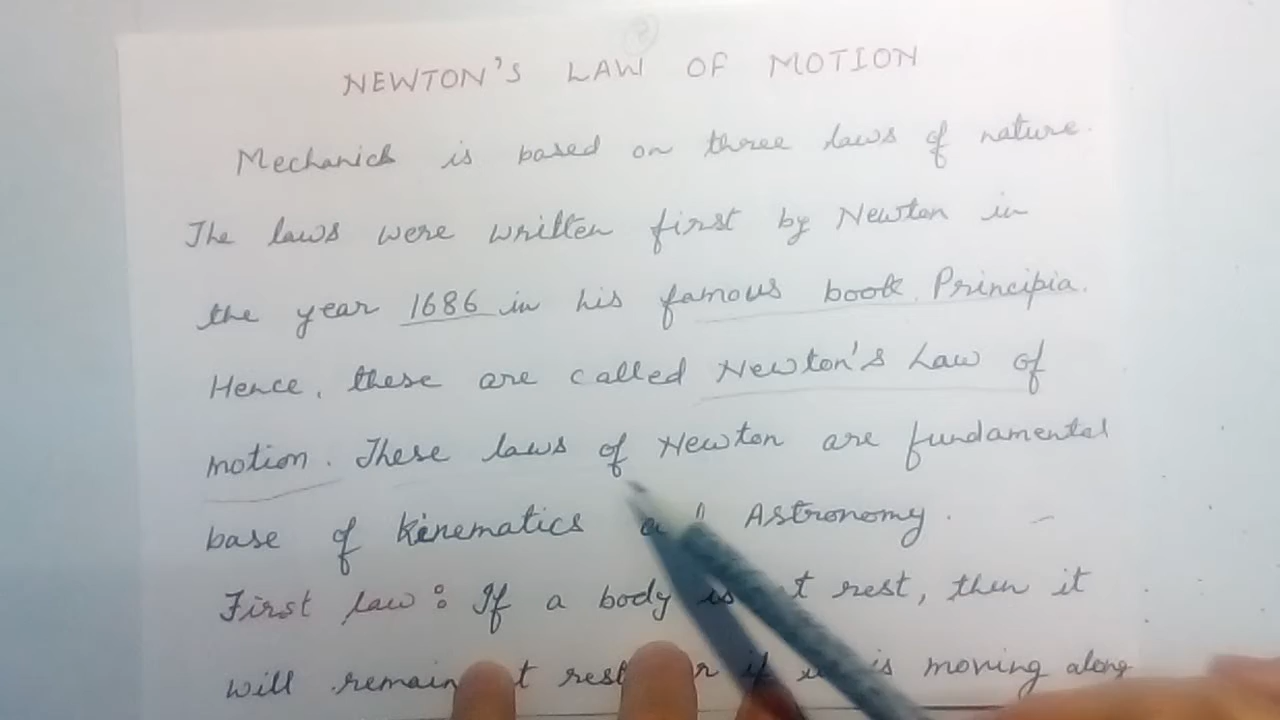 NEWTON'S LAW OF MOTION
Mechanics is based on three laws of nature.
The laws were written first by Newton in
the year 1686 in his famous book Principia.
Hence, these are called Newton's Law of
motion. These laws of Newton are fundamental
base of Kinematics Astronomy.
First law: If a body is rest, then it
will remain rest if is moving along